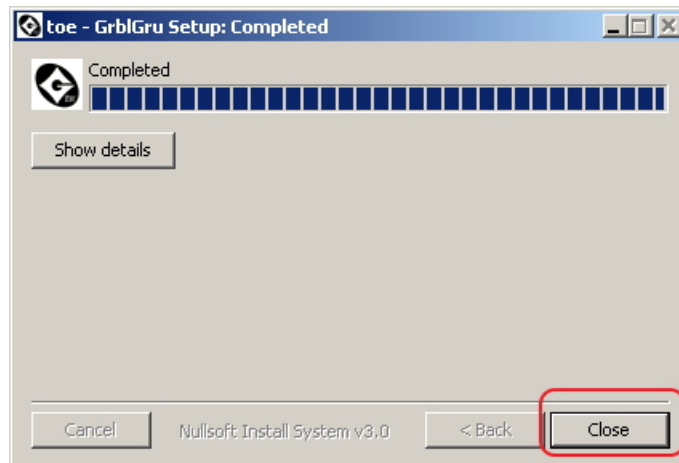 toe - GrblGru Setup: Completed
Completed
Show details
Cancel
Nullsoft Install System v3.0
< Back
Close